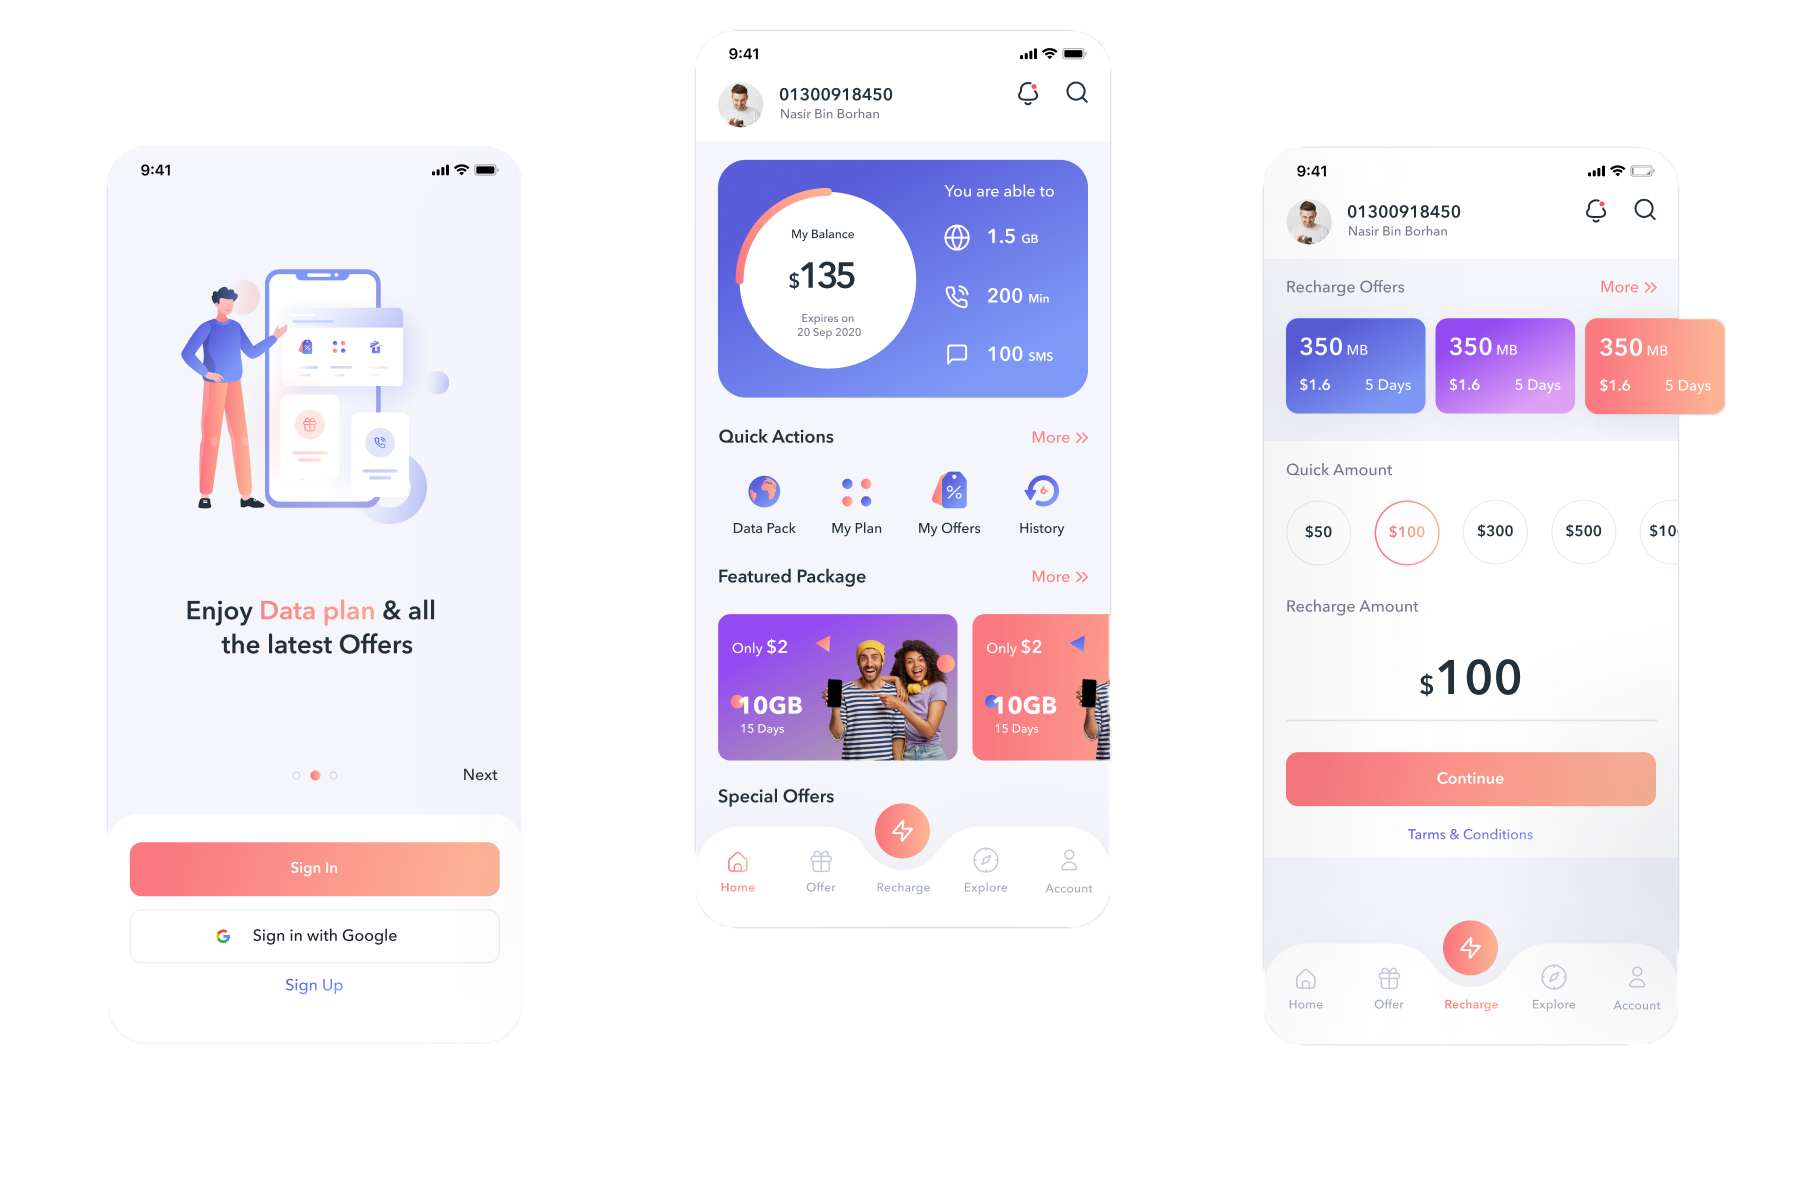 9:41
Enjoy Data plan & all
the latest Offers
Next
Sign In
Sign in with Google
Sign Up
9:41
01300918450
Nasir Bin Borhan
My Balance
$135
Expires on
20 Sep 2020
You are able to
1.5 GB
200 Min
100 SMS
Quick Actions More
Data Pack My Plan My Offers History
Featured Package More
Only $2
10GB
15 Days
Only $2
10GB
15 Days
Special Offers
Home Offer Recharge Explore Account
9:41
01300918450
Nasir Bin Borhan
Recharge Offers More
350 MB
$1.6 5 Days
350 MB
$1.6 5 Days
350 MB
$1.6 5 Days
Quick Amount
$50 $100 $300 $500 $10
Recharge Amount
$100
Continue
Tarms & Conditions
Home Offer Recharge Explore Account